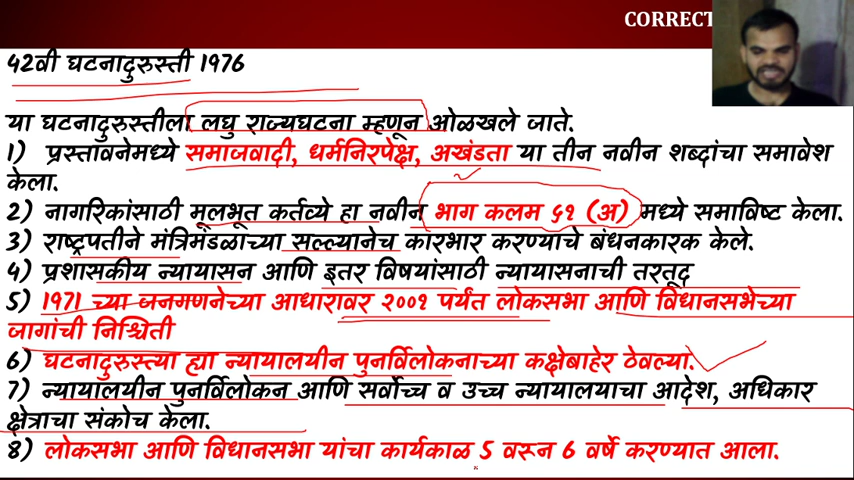 CORRECT
४2वी घटनादुरुस्ती 1976
या घटनादुरुस्तीला लघु राज्यघटना म्हणून ओळखले जाते.
1) प्रस्तावनेमध्ये समाजवादी, धर्मनिरपेक्ष, अखंडता या तीन नवीन शब्दांचा समावेश
केला.
2) नागरिकांसाठी मूलभूत कर्तव्ये हा नवीन भाग कलम ५१ (अ) मध्ये समाविष्ट केला.
3) राष्ट्रपतीने मंत्रिमंडळाच्या सल्ल्यानेच कारभार करण्याचे बंधनकारक केले.
4) प्रशासकीय न्यायासन आणि इतर विषयांसाठी न्यायासनाची तरतूद
5) 1971 च्या जनगणनेच्या आधारावर २००१ पर्यंत लोकसभा आणि विधानसभेच्या
जागांची निश्चिती
6) घटनादुरुस्त्या ह्या न्यायालयीन पुनर्विलोकनाच्या कक्षेबाहेर ठेवल्या.
7) न्यायालयीन पुनर्विलोकन आणि सर्वोच्च व उच्च न्यायालयाचा आदेश, अधिकार
क्षेत्राचा संकोच केला.
8) लोकसभा आणि विधानसभा यांचा कार्यकाळ 5 वरून 6 वर्षे करण्यात आला.